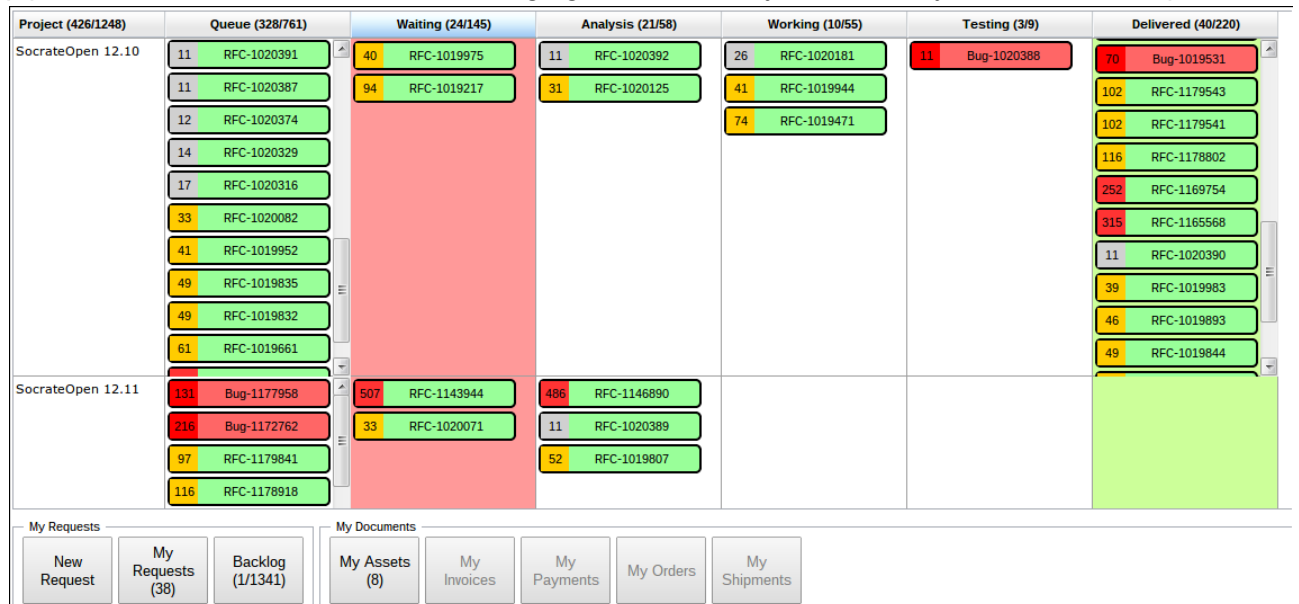 Project (426/1248) Queue (328/761) Waiting (24/145) Analysis (21/58) Working (10/55) Testing (3/9) Delivered (40/220)
SocrateOpen 12.10 11 RFC-1020391 40 RFC-1019975 11 RFC-1020392 26 RFC-1020181 11 Bug-1020388 70 Bug-1019531
11 RFC-1020387 94 RFC-1019217 31 RFC-1020125 41 RFC-1019944 102 RFC-1179543
12 RFC-1020374 74 RFC-1019471 102 RFC-1179541
14 RFC-1020329 116 RFC-1178802
17 RFC-1020316 252 RFC-1169754
33 RFC-1020082 315 RFC-1165568
41 RFC-1019952 11 RFC-1020390
49 RFC-1019835 39 RFC-1019983
49 RFC-1019832 46 RFC-1019893
61 RFC-1019661 49 RFC-1019844
SocrateOpen 12.11 131 Bug-1177958 507 RFC-1143944 486 RFC-1146890
216 Bug-1172762 33 RFC-1020071 11 RFC-1020389
97 RFC-1179841 52 RFC-1019807
116 RFC-1178918
My Requests My Documents
New Request My Requests (38) Backlog (1/1341) My Assets (8) My Invoices My Payments My Orders My Shipments